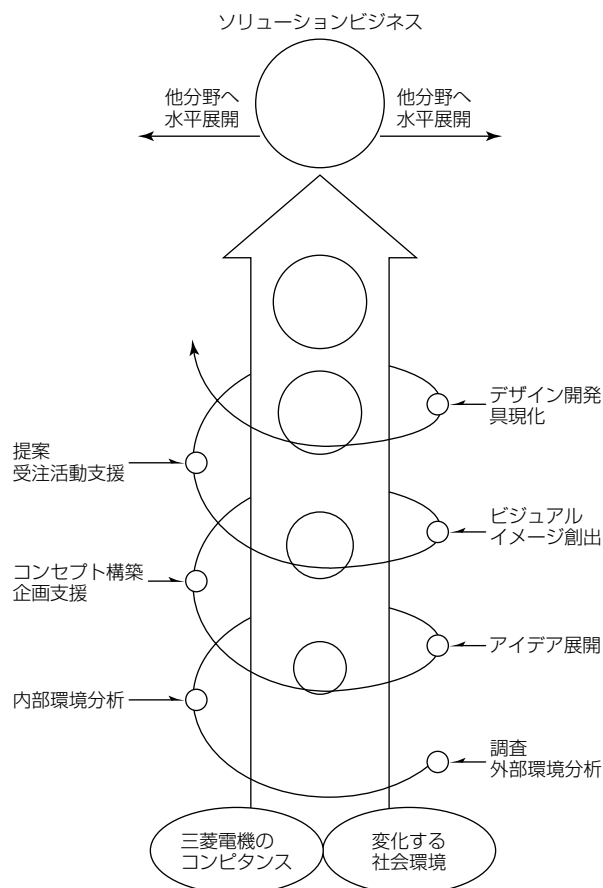 ソリューションビジネス
他分野へ
水平展開
他分野へ
水平展開
デザイン開発
具現化
提案
受注活動支援
ビジュアル
イメージ創出
コンセプト構築
企画支援
アイデア展開
内部環境分析
調査
外部環境分析
三菱電機の
コンピタンス
変化する
社会環境